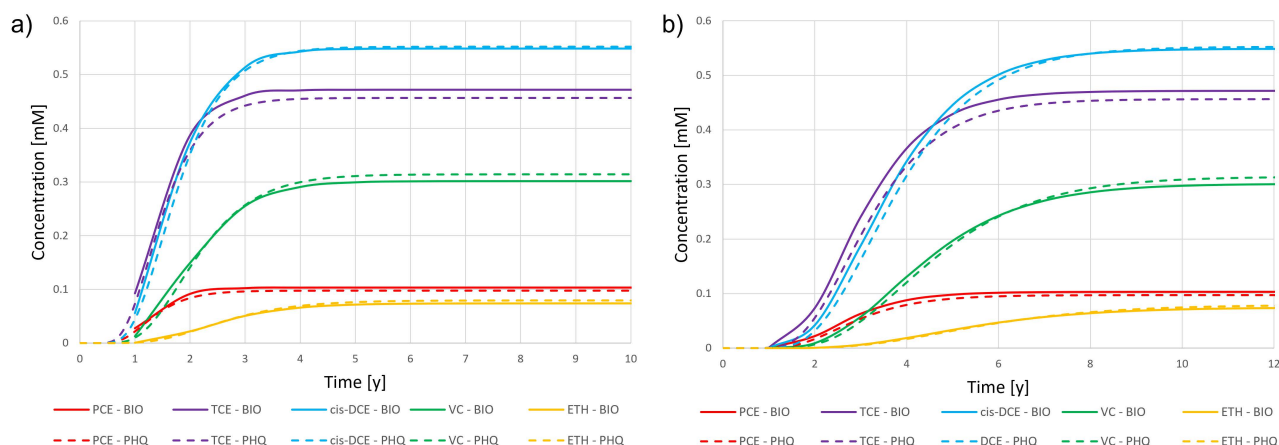 a)
0.6
0.5
0.4
0.3
0.2
0.1
0
Concentration [mM]
0 1 2 3 4 5 6 7 8 9 10
Time [y]
PCE - BIO TCE - BIO cis-DCE - BIO VC - BIO ETH - BIO
PCE - PHQ TCE - PHQ cis-DCE - PHQ VC - PHQ ETH - PHQ
b)
0.6
0.5
0.4
0.3
0.2
0.1
0
Concentration [mM]
0 2 4 6 8 10 12
Time [y]
PCE - BIO TCE - BIO cis-DCE - BIO VC - BIO ETH - BIO
PCE - PHQ TCE - PHQ DCE - PHQ VC - PHQ ETH - PHQ